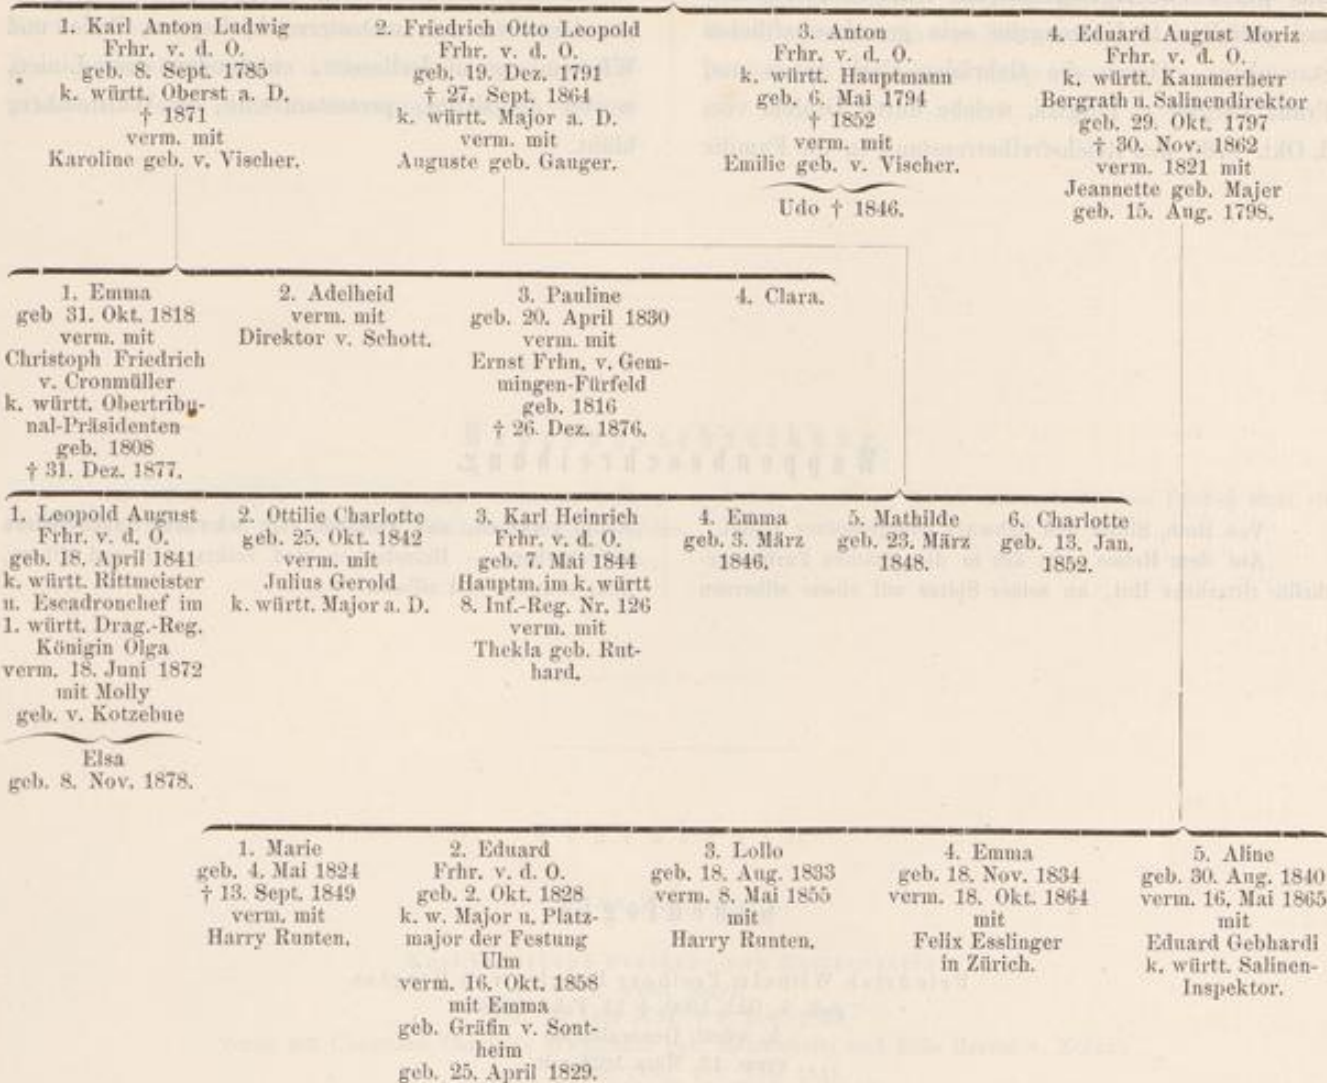 1. Karl Anton Ludwig
Frhr. v. d. O.
geb. 8. Sept. 1785
k. württ. Oberst a. D.
† 1871
verm. mit
Karoline geb. v. Vischer.
2. Friedrich Otto Leopold
Frhr. v. d. O.
geb. 19. Dez. 1791
† 27. Sept. 1864
k. württ. Major a. D.
verm. mit
Auguste geb. Gauger.
3. Anton
Frhr. v. d. O.
k. württ. Hauptmann
geb. 6. Mai 1794
† 1852
verm. mit
Emilie geb. v. Vischer.
Udo † 1846.
4. Eduard August Moriz
Frhr. v. d. O.
k. württ. Kammerherr
Bergrath u. Salinendirektor
geb. 29. Okt. 1797
† 30. Nov. 1862
verm. 1821 mit
Jeannette geb. Majer
geb. 15. Aug. 1798.
1. Emma
geb 31. Okt. 1818
verm. mit
Christoph Friedrich
v. Cronmüller
k. württ. Obertribu-
nal-Präsidenten
geb. 1808
† 31. Dez. 1877.
2. Adelheid
verm. mit
Direktor v. Schott.
3. Pauline
geb. 20. April 1830
verm. mit
Ernst Frhn. v. Gem-
mingen-Fürfeld
geb. 1816
† 26. Dez. 1876.
4. Clara.
1. Leopold August
Frhr. v. d. O.
geb. 18. April 1841
k. württ. Rittmeister
u. Escadronchef im
1. württ. Drag.-Reg.
Königin Olga
verm. 18. Juni 1872
mit Molly
geb. v. Kotzebue
Elsa
geb. 8. Nov. 1878.
2. Ottilie Charlotte
geb. 25. Okt. 1842
verm. mit
Julius Gerold
k. württ. Major a. D.
3. Karl Heinrich
Frhr. v. d. O.
geb. 7. Mai 1844
Hauptm. im k. württ
8. Inf.-Reg. Nr. 126
verm. mit
Thekla geb. Rut-
hard.
4. Emma
geb. 3. März
1846.
5. Mathilde
geb. 23. März
1848.
6. Charlotte
geb. 13. Jan.
1852.
1. Marie
geb. 4. Mai 1824
† 13. Sept. 1849
verm. mit
Harry Runten.
2. Eduard
Frhr. v. d. O.
geb. 2. Okt. 1828
k. w. Major u. Platz-
major der Festung
Ulm
verm. 16. Okt. 1858
mit Emma
geb. Gräfin v. Sont-
heim
geb. 25. April 1829.
3. Lollo
geb. 18. Aug. 1833
verm. 8. Mai 1855
mit
Harry Runten.
4. Emma
geb. 18. Nov. 1834
verm. 18. Okt. 1864
mit
Felix Esslinger
in Zürich.
5. Aline
geb. 30. Aug. 1840
verm. 16. Mai 1865
mit
Eduard Gebhardi
k. württ. Salinen-
Inspektor.